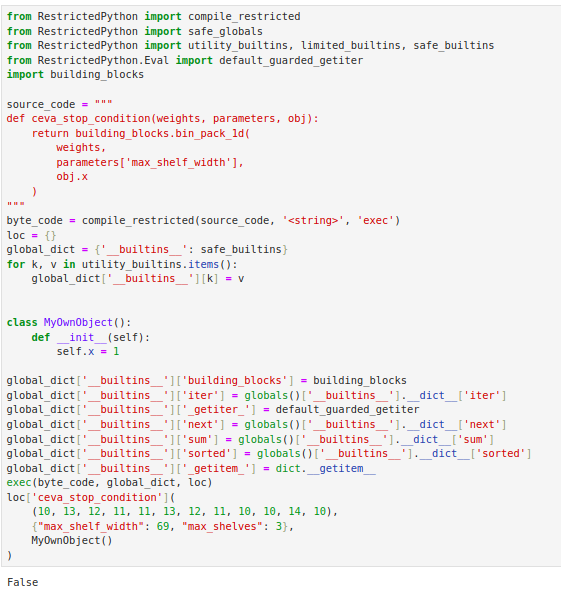 from RestrictedPython import compile_restricted
from RestrictedPython import safe_globals
from RestrictedPython import utility_builtins, limited_builtins, safe_builtins
from RestrictedPython.Eval import default_guarded_getiter
import building_blocks

source_code = """
def ceva_stop_condition(weights, parameters, obj):
    return building_blocks.bin_pack_1d(
        weights,
        parameters['max_shelf_width'],
        obj.x
    )
"""
byte_code = compile_restricted(source_code, '<string>', 'exec')
loc = {}
global_dict = {'__builtins__': safe_builtins}
for k, v in utility_builtins.items():
    global_dict['__builtins__'][k] = v


class MyOwnObject():
    def __init__(self):
        self.x = 1

global_dict['__builtins__']['building_blocks'] = building_blocks
global_dict['__builtins__']['iter'] = globals()['__builtins__'].__dict__['iter']
global_dict['__builtins__']['_getiter_'] = default_guarded_getiter
global_dict['__builtins__']['next'] = globals()['__builtins__'].__dict__['next']
global_dict['__builtins__']['sum'] = globals()['__builtins__'].__dict__['sum']
global_dict['__builtins__']['sorted'] = globals()['__builtins__'].__dict__['sorted']
global_dict['__builtins__']['_getitem_'] = dict.__getitem__
exec(byte_code, global_dict, loc)
loc['ceva_stop_condition'](
    (10, 13, 12, 11, 11, 13, 12, 11, 10, 10, 14, 10),
    {"max_shelf_width": 69, "max_shelves": 3},
    MyOwnObject()
)
False